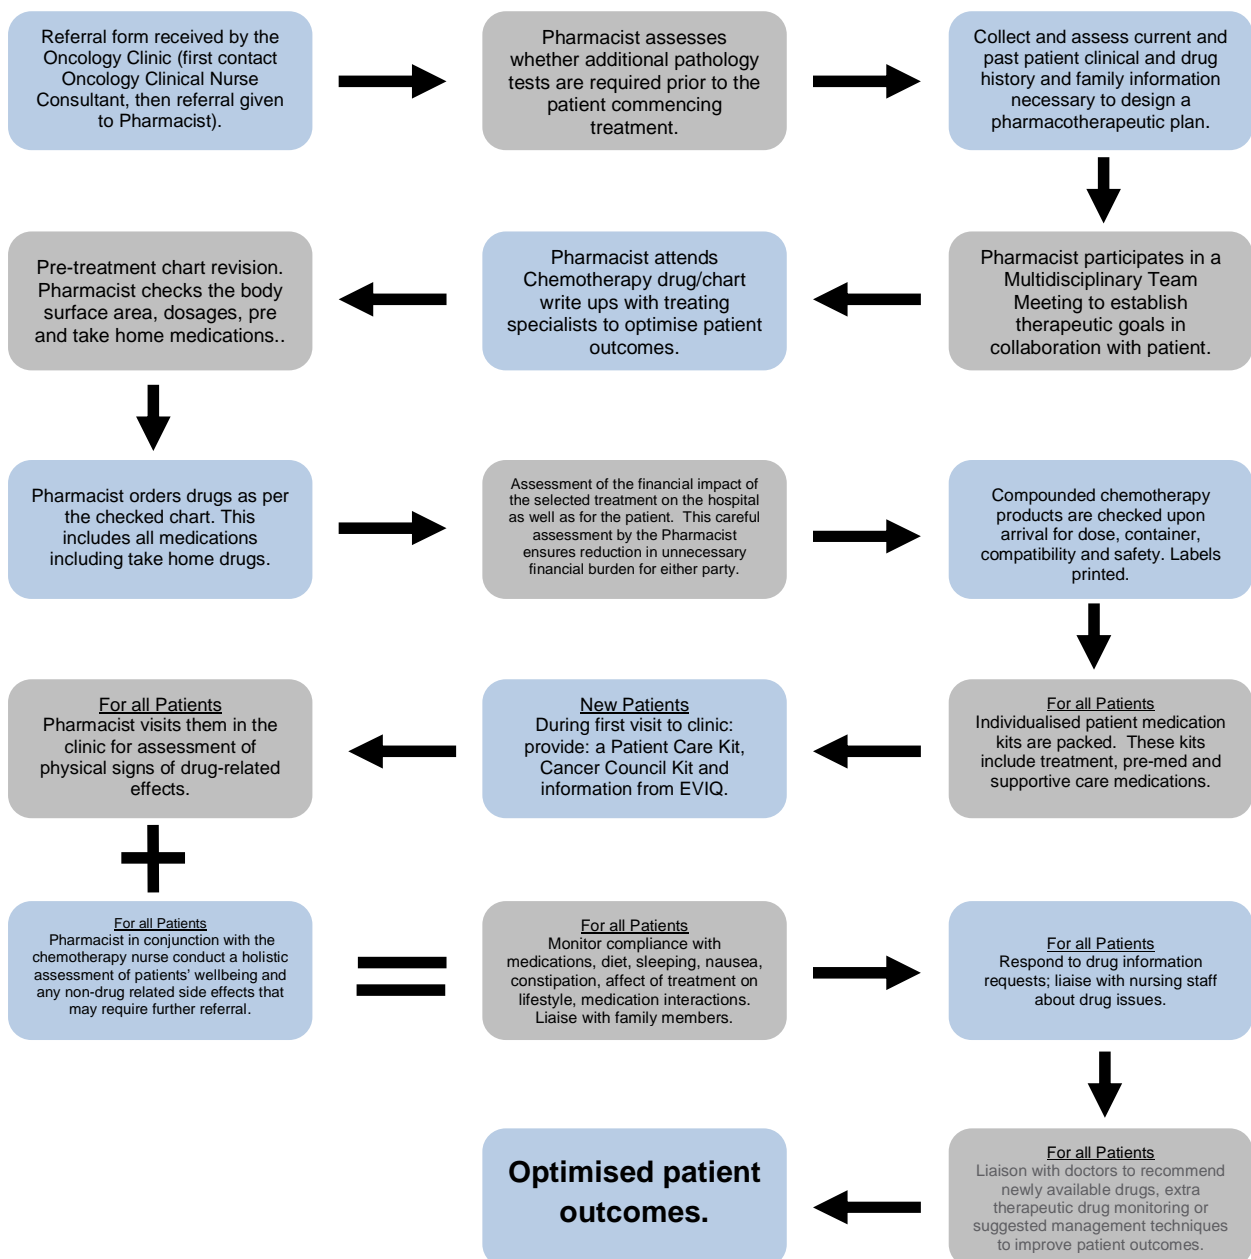 Referral form received by the
Oncology Clinic (first contact
Oncology Clinical Nurse
Consultant, then referral given
to Pharmacist).
Pharmacist assesses
whether additional pathology
tests are required prior to the
patient commencing
treatment.
Collect and assess current and
past patient clinical and drug
history and family information
necessary to design a
pharmacotherapeutic plan.
Pharmacist participates in a
Multidisciplinary Team
Meeting to establish
therapeutic goals in
collaboration with patient.
Pharmacist attends
Chemotherapy drug/chart
write ups with treating
specialists to optimise patient
outcomes.
Pre-treatment chart revision.
Pharmacist checks the body
surface area, dosages, pre
and take home medications..
Pharmacist orders drugs as per
the checked chart. This
includes all medications
including take home drugs.
Assessment of the financial impact of
the selected treatment on the hospital
as well as for the patient. This careful
assessment by the Pharmacist
ensures reduction in unnecessary
financial burden for either party.
Compounded chemotherapy
products are checked upon
arrival for dose, container,
compatibility and safety. Labels
printed.
For all Patients
Individualised patient medication
kits are packed. These kits
include treatment, pre-med and
supportive care medications.
New Patients
During first visit to clinic:
provide: a Patient Care Kit,
Cancer Council Kit and
information from EVIQ.
For all Patients
Pharmacist visits them in the
clinic for assessment of
physical signs of drug-related
effects.
For all Patients
Pharmacist in conjunction with the
chemotherapy nurse conduct a holistic
assessment of patients' wellbeing and
any non-drug related side effects that
may require further referral.
For all Patients
Monitor compliance with
medications, diet, sleeping, nausea,
constipation, affect of treatment on
lifestyle, medication interactions.
Liaise with family members.
For all Patients
Respond to drug information
requests; liaise with nursing staff
about drug issues.
For all Patients
Liaison with doctors to recommend
newly available drugs, extra
therapeutic drug monitoring or
suggested management techniques
to improve patient outcomes.
Optimised patient
outcomes.